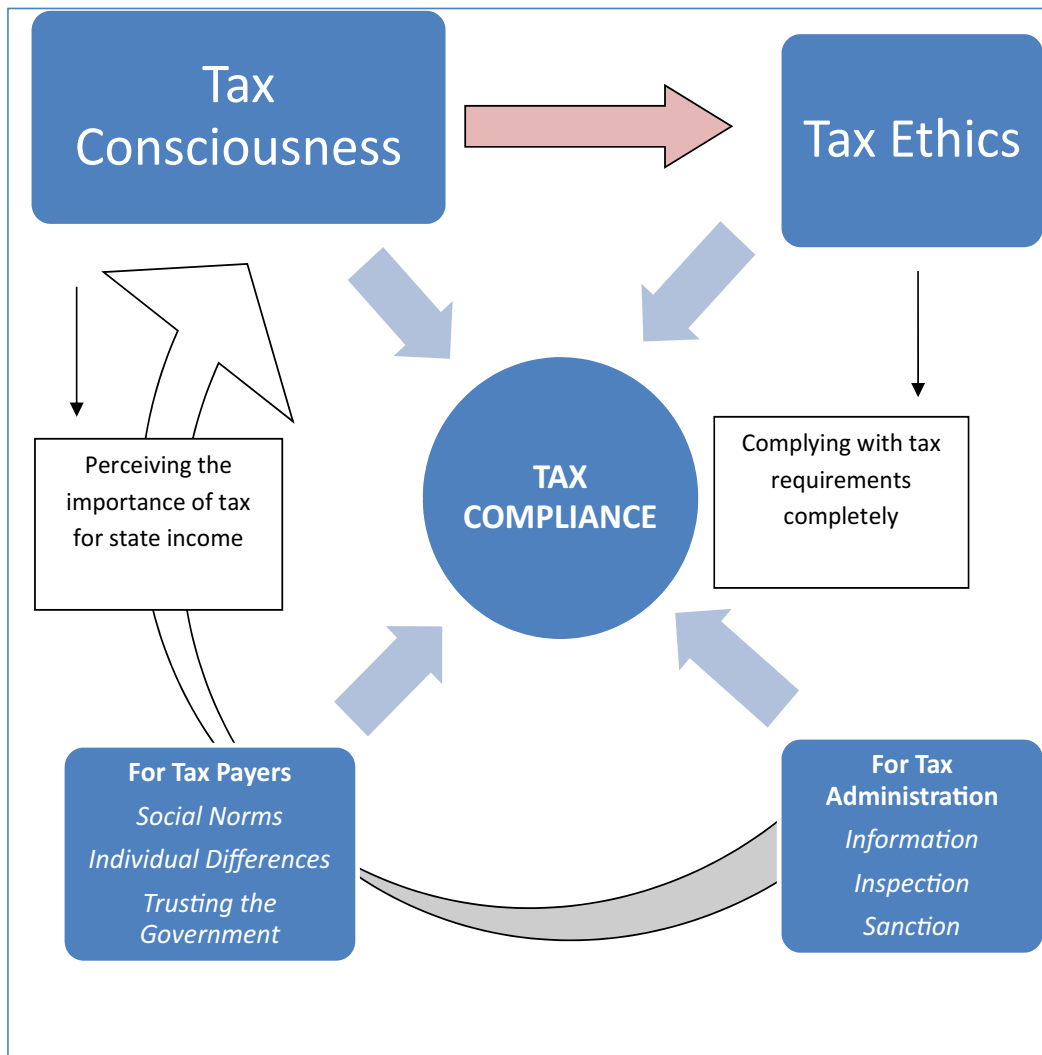 Tax
Consciousness
Tax Ethics
Perceiving the
importance of tax
for state income
TAX
COMPLIANCE
Complying with tax
requirements
completely
For Tax Payers
Social Norms
Individual Differences
Trusting the
Government
For Tax
Administration
Information
Inspection
Sanction